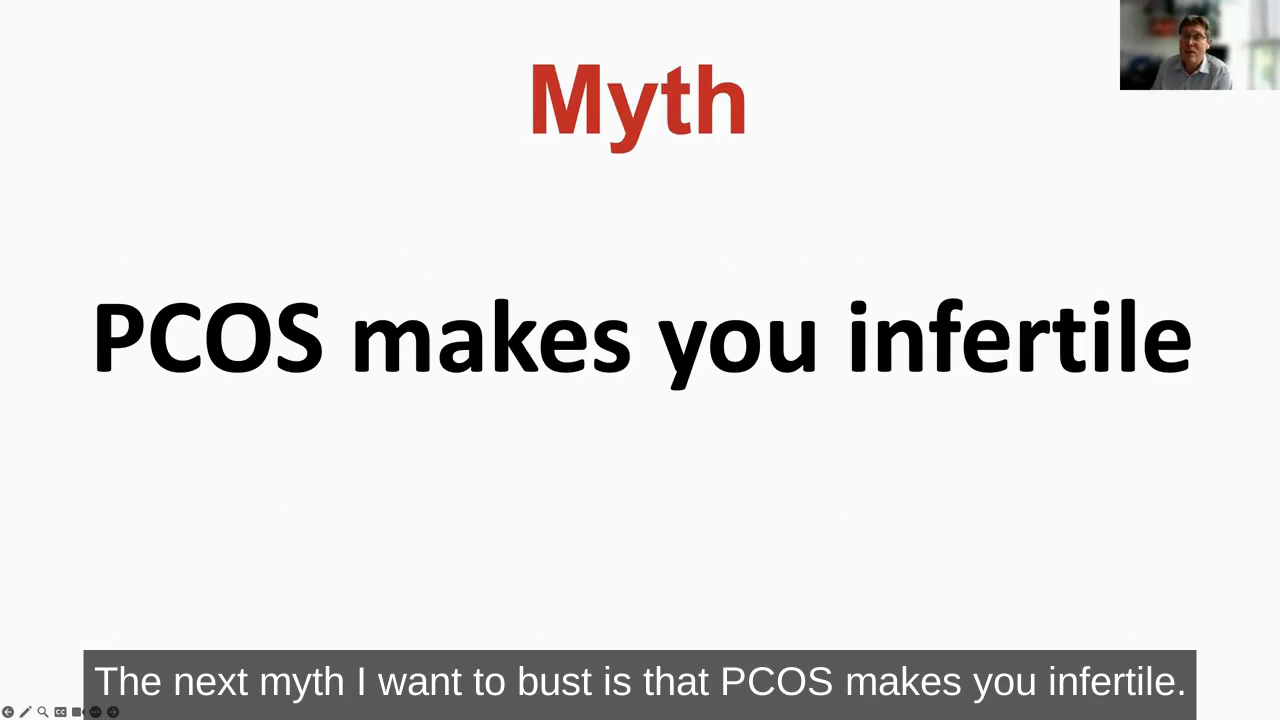 Myth
PCOS makes you infertile
The next myth I want to bust is that PCOS makes you infertile.